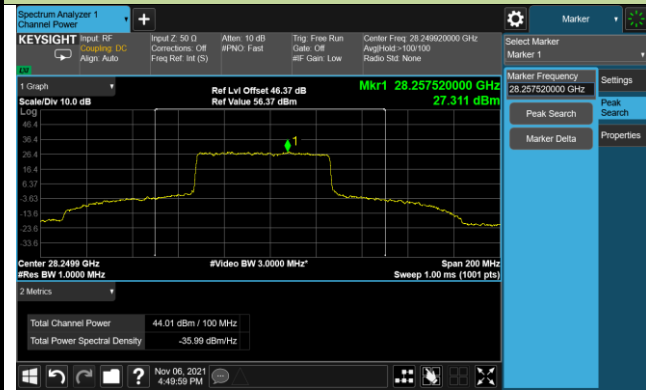 Spectrum Analyzer 1
Channel Power
+
Marker
KEYSIGHT
Input: RF
Coupling: DC
Align: Auto
Input Z: 50 Ω
Corrections: Off
Freq Ref: Int (S)
Atten: 10 dB
#PNO: Fast
Trig: Free Run
Gate: Off
#IF Gain: Low
Center Freq: 28.249920000 GHz
Avg|Hold:>100/100
Radio Std: None
Select Marker
Marker 1
Marker Frequency
28.257520000 GHz
Settings
Peak Search
Peak
Search
Marker Delta
Properties
1 Graph
Scale/Div 10.0 dB
Ref Lvl Offset 46.37 dB
Ref Value 56.37 dBm
Mkr1 28.257520000 GHz
27.311 dBm
Log
46.4
36.4
26.4
16.4
6.37
-3.63
-13.6
-23.6
-33.6
1
Center 28.2499 GHz
#Res BW 1.0000 MHz
#Video BW 3.0000 MHz*
Span 200 MHz
Sweep 1.00 ms (1001 pts)
2 Metrics
Total Channel Power 44.01 dBm / 100 MHz
Total Power Spectral Density -35.99 dBm/Hz
?
Nov 06, 2021
4:49:59 PM